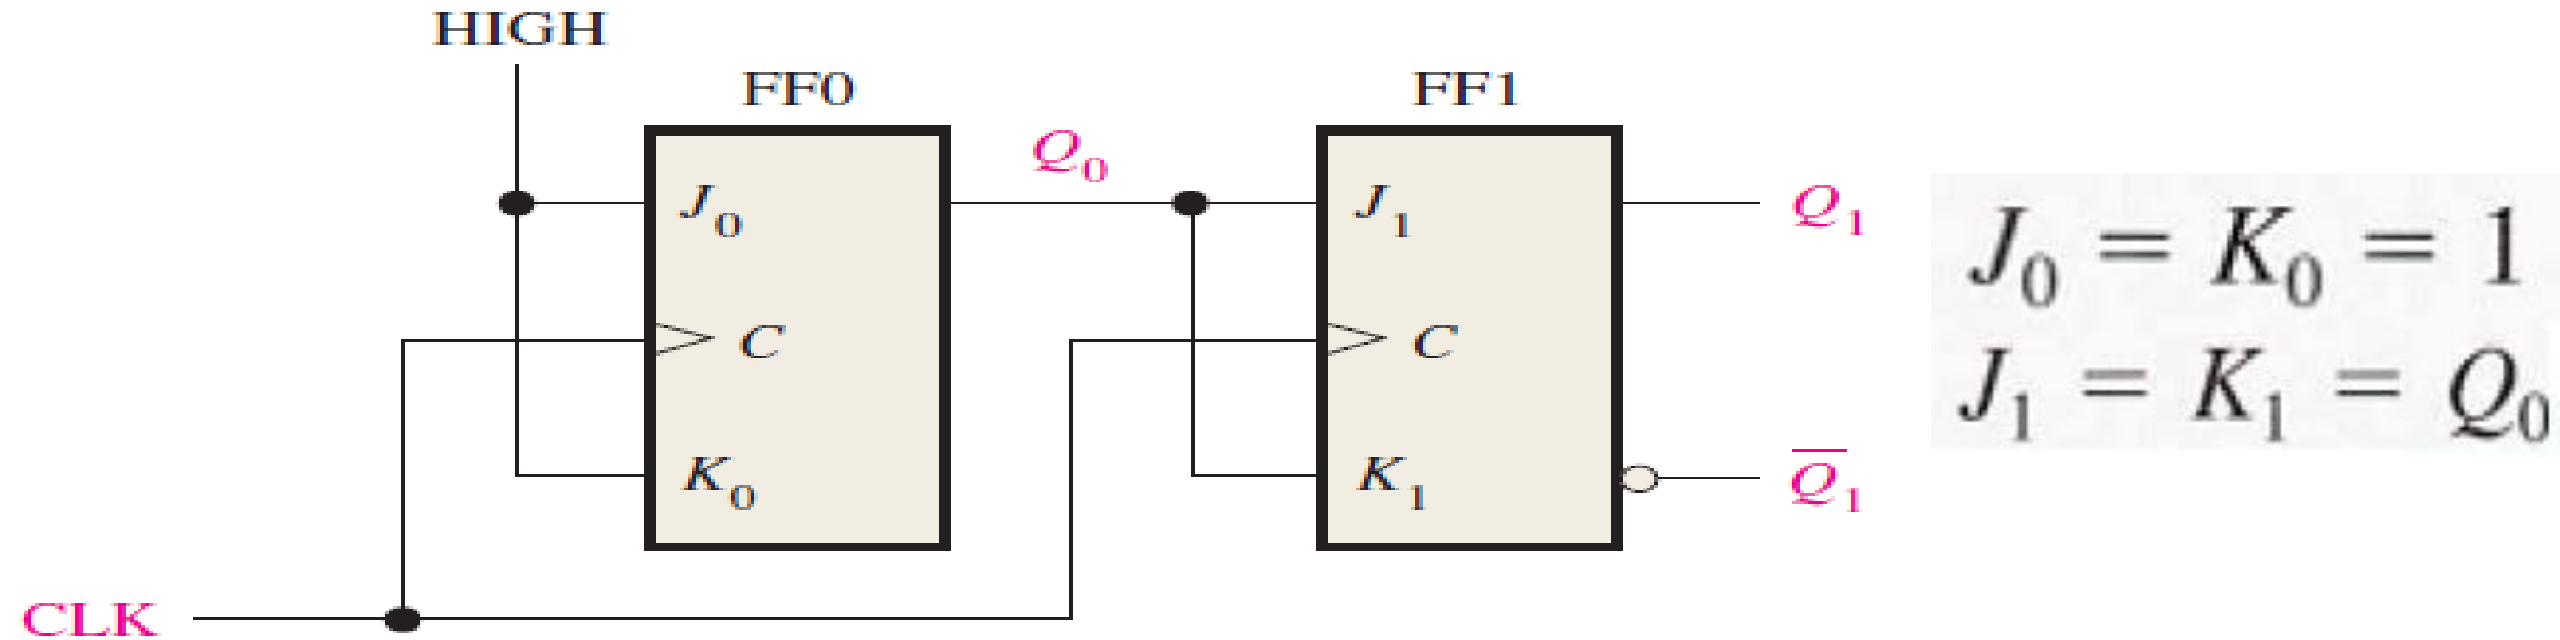 HIGH
FF0 FF1
Q₀
J₀ J₁ Q₁
C C
K₀ K₁ Q̅₁
CLK
J₀ = K₀ = 1
J₁ = K₁ = Q₀